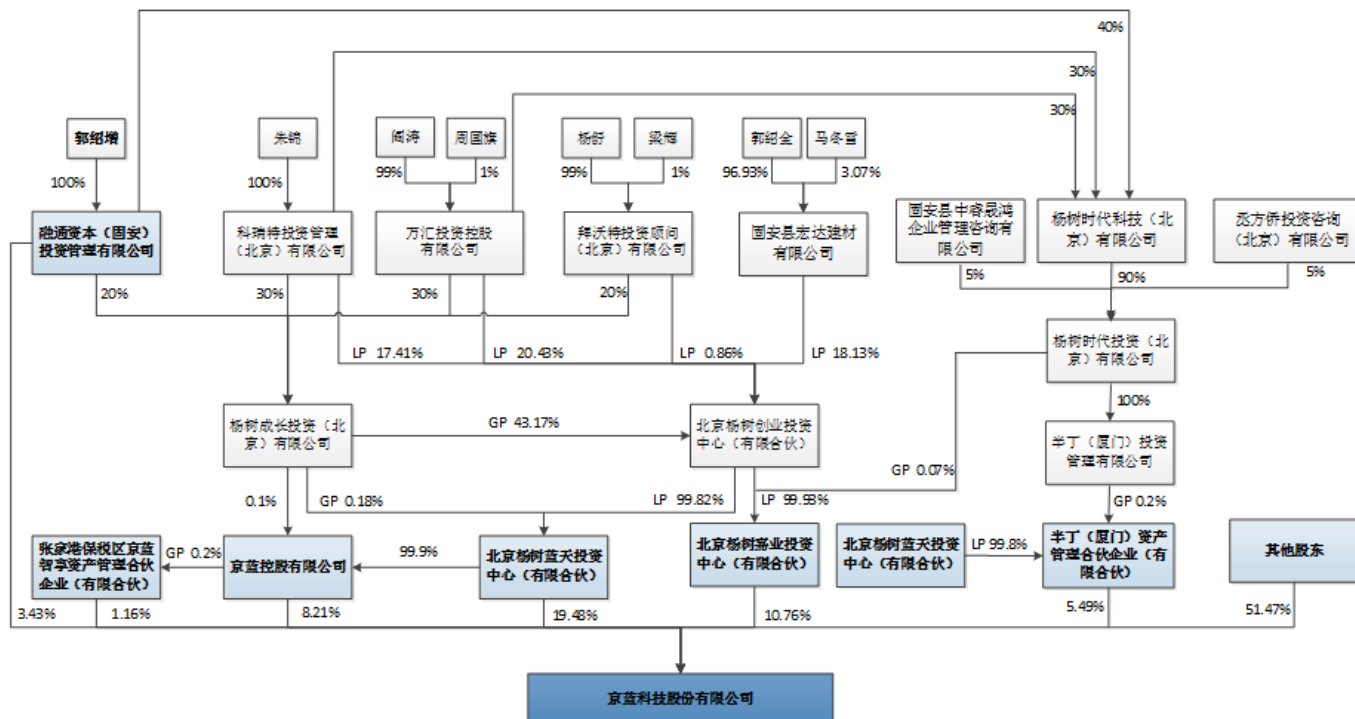 40%
30%
30%
郭绍增
朱锦
阎涛
周国旗
杨舒
梁辉
郭绍全
马冬雪
100%
100%
99%
1%
99%
1%
96.93%
3.07%
融通资本（固安）
投资管理有限公司
科瑞特投资管理
（北京）有限公司
万汇投资控股
有限公司
拜沃特投资顾问
（北京）有限公司
固安县宏达建材
有限公司
固安县中睿晟鸿
企业管理咨询有
限公司
杨树时代科技（北
京）有限公司
丞方侨投资咨询
（北京）有限公司
20%
30%
30%
20%
5%
90%
5%
LP 17.41%
LP 20.43%
LP 0.86%
LP 18.13%
杨树时代投资（北
京）有限公司
100%
杨树成长投资（北
京）有限公司
GP 43.17%
北京杨树创业投资
中心（有限合伙）
半丁（厦门）投资
管理有限公司
0.1%
GP 0.18%
LP 99.82%
LP 99.93%
GP 0.07%
GP 0.2%
张家港保税区京蓝
智享资产管理合伙
企业（有限合伙）
GP 0.2%
京蓝控股有限公司
99.9%
北京杨树蓝天投资
中心（有限合伙）
北京杨树嘉业投资
中心（有限合伙）
北京杨树蓝天投资
中心（有限合伙）
LP 99.8%
半丁（厦门）资产
管理合伙企业（有
限合伙）
其他股东
3.43%
1.16%
8.21%
19.48%
10.76%
5.49%
51.47%
京蓝科技股份有限公司